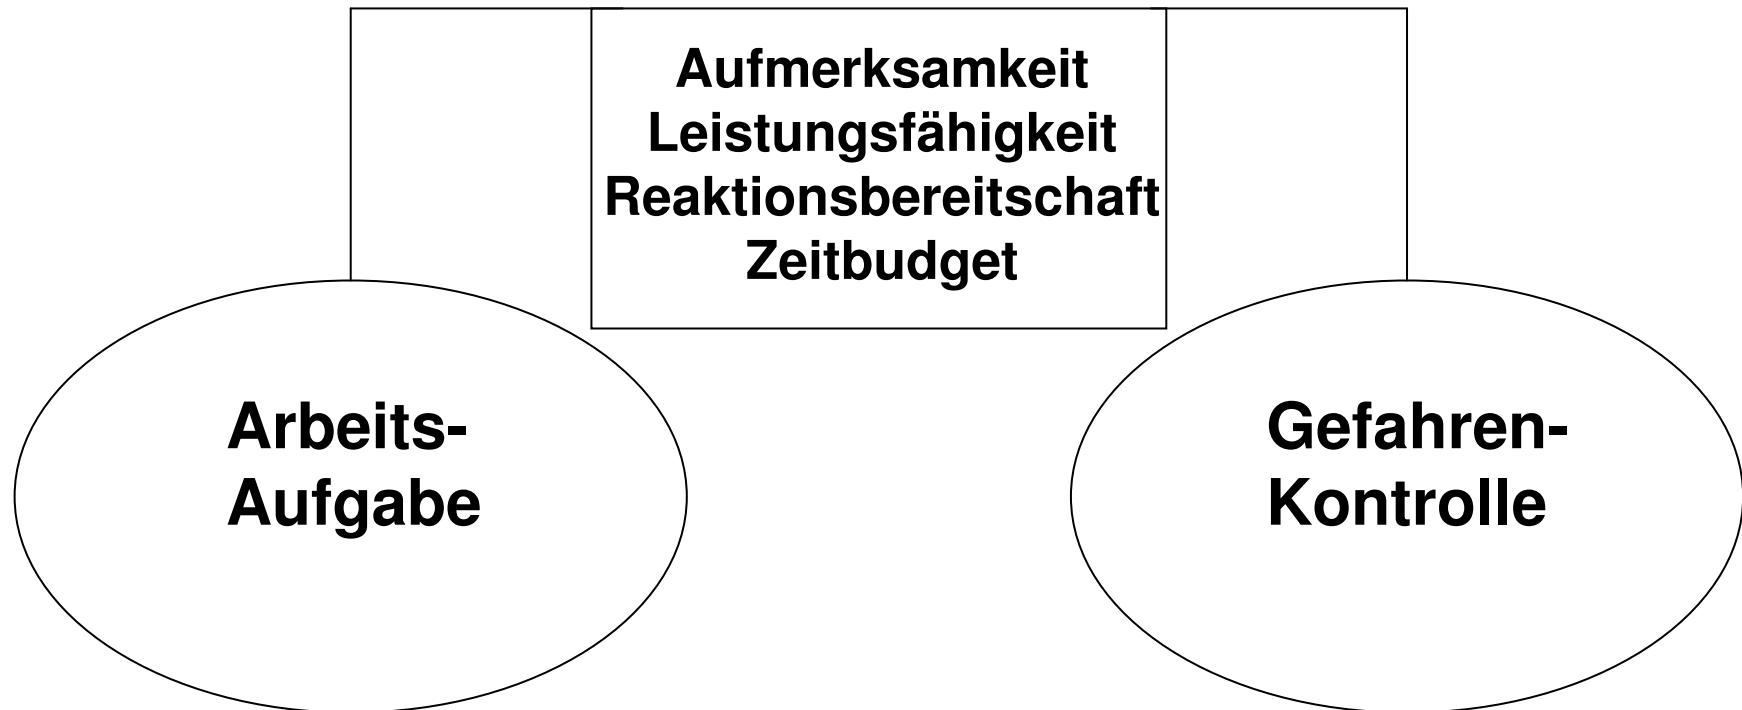 Aufmerksamkeit
Leistungsfähigkeit
Reaktionsbereitschaft
Zeitbudget
Arbeits-
Aufgabe
Gefahren-
Kontrolle